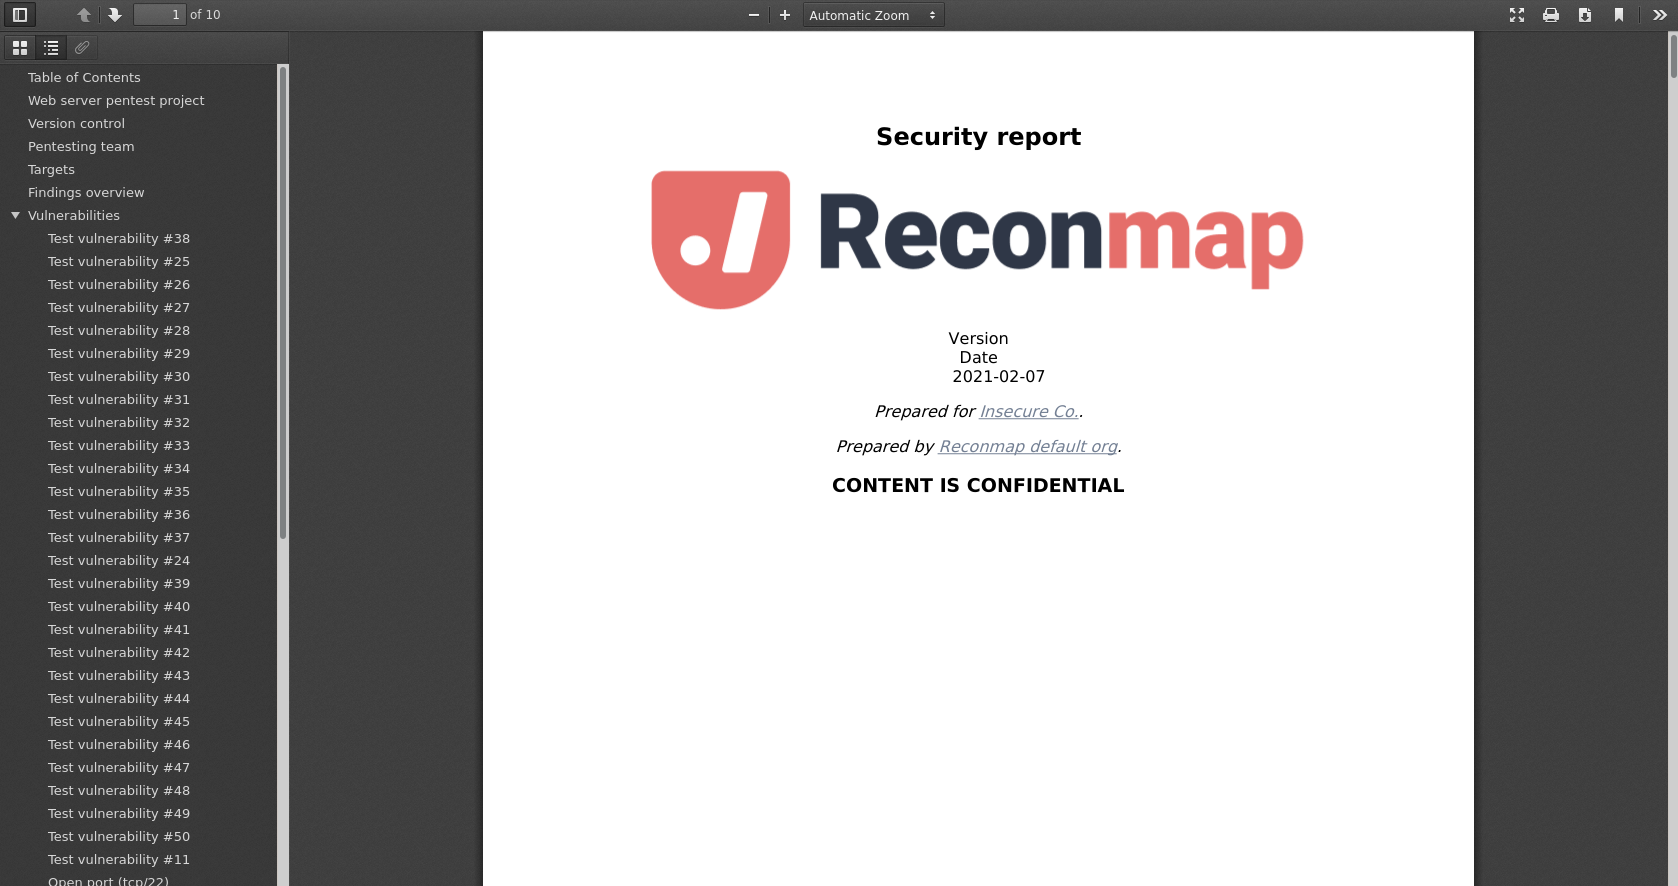 1 of 10
Automatic Zoom
Table of Contents
Web server pentest project
Version control
Pentesting team
Targets
Findings overview
Vulnerabilities
Test vulnerability #38
Test vulnerability #25
Test vulnerability #26
Test vulnerability #27
Test vulnerability #28
Test vulnerability #29
Test vulnerability #30
Test vulnerability #31
Test vulnerability #32
Test vulnerability #33
Test vulnerability #34
Test vulnerability #35
Test vulnerability #36
Test vulnerability #37
Test vulnerability #24
Test vulnerability #39
Test vulnerability #40
Test vulnerability #41
Test vulnerability #42
Test vulnerability #43
Test vulnerability #44
Test vulnerability #45
Test vulnerability #46
Test vulnerability #47
Test vulnerability #48
Test vulnerability #49
Test vulnerability #50
Test vulnerability #11
Open port (tcp/22)
Security report
Reconmap
Version
Date
2021-02-07
Prepared for Insecure Co..
Prepared by Reconmap default org.
CONTENT IS CONFIDENTIAL